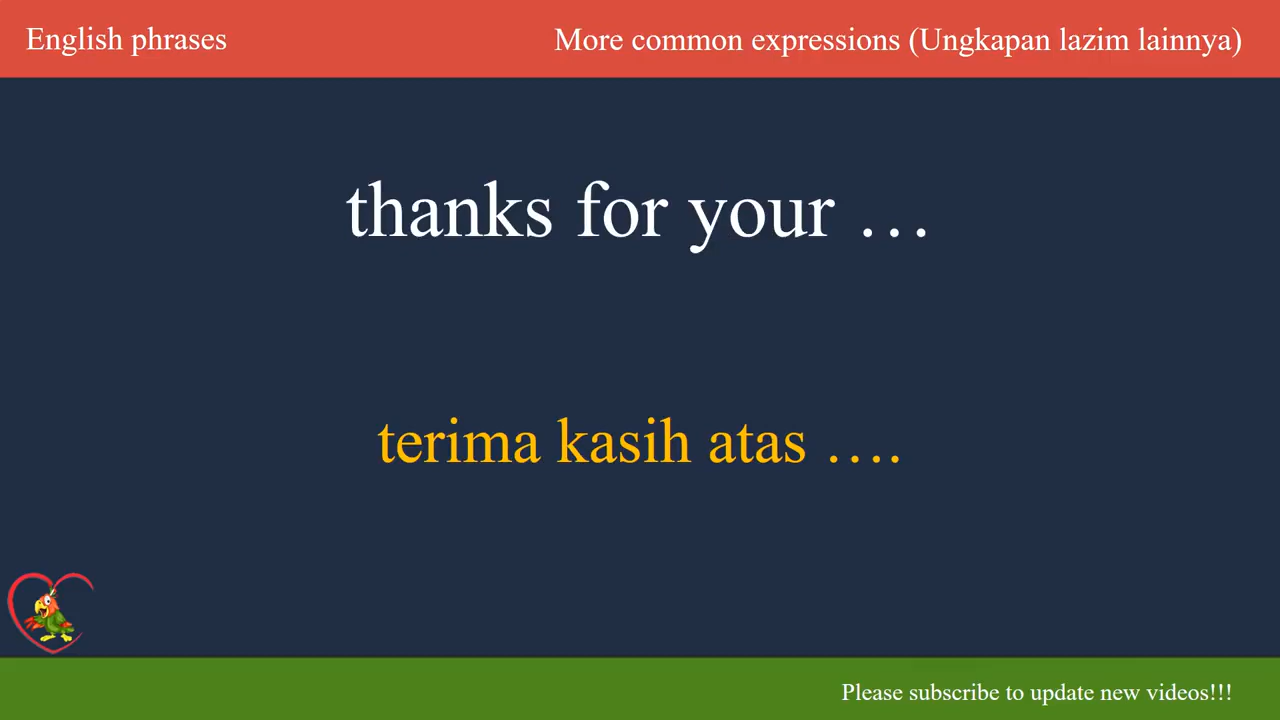 English phrases
More common expressions (Ungkapan lazim lainnya)
thanks for your …
terima kasih atas ….
Please subscribe to update new videos!!!